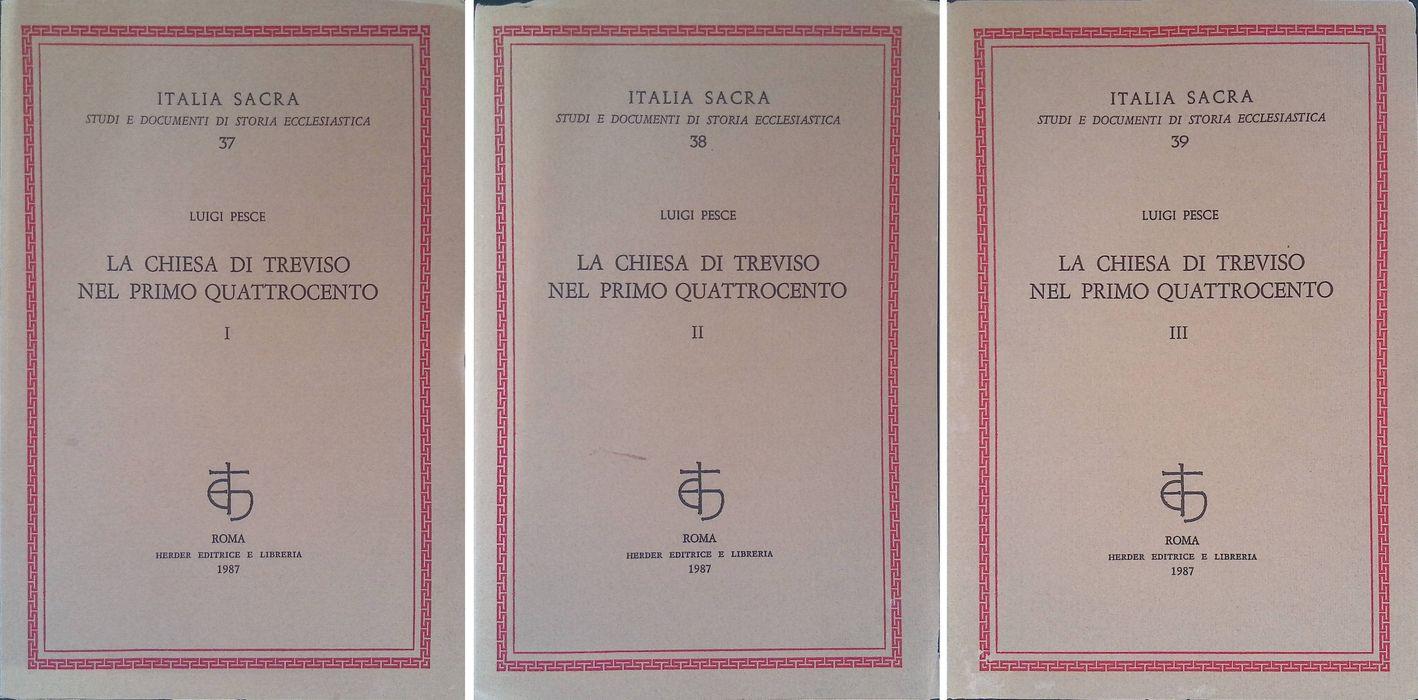 ITALIA SACRA
STUDI E DOCUMENTI DI STORIA ECCLESIASTICA
37
LUIGI PESCE
LA CHIESA DI TREVISO
NEL PRIMO QUATTROCENTO
I
ROMA
HERDER EDITRICE E LIBRERIA
1987
ITALIA SACRA
STUDI E DOCUMENTI DI STORIA ECCLESIASTICA
38
LUIGI PESCE
LA CHIESA DI TREVISO
NEL PRIMO QUATTROCENTO
II
ROMA
HERDER EDITRICE E LIBRERIA
1987
ITALIA SACRA
STUDI E DOCUMENTI DI STORIA ECCLESIASTICA
39
LUIGI PESCE
LA CHIESA DI TREVISO
NEL PRIMO QUATTROCENTO
III
ROMA
HERDER EDITRICE E LIBRERIA
1987